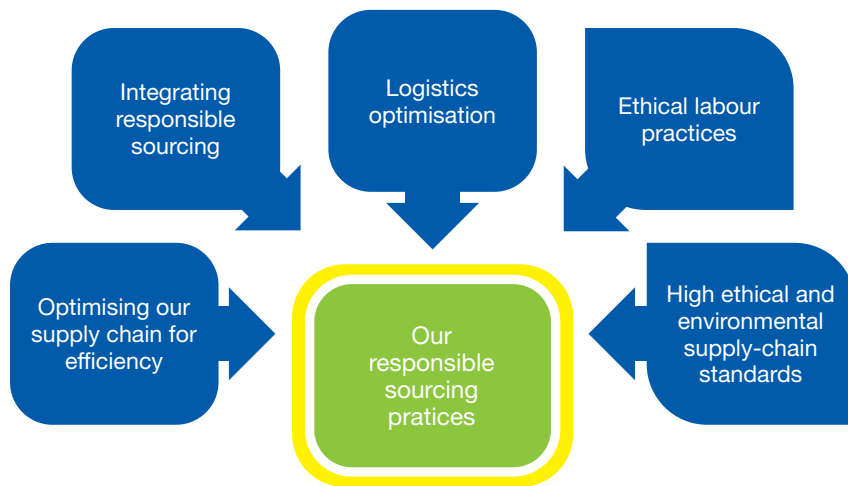 Integrating
responsible
sourcing
Logistics
optimisation
Ethical labour
practices
Optimising our
supply chain for
efficiency
Our
responsible
sourcing
pratices
High ethical and
environmental
supply-chain
standards